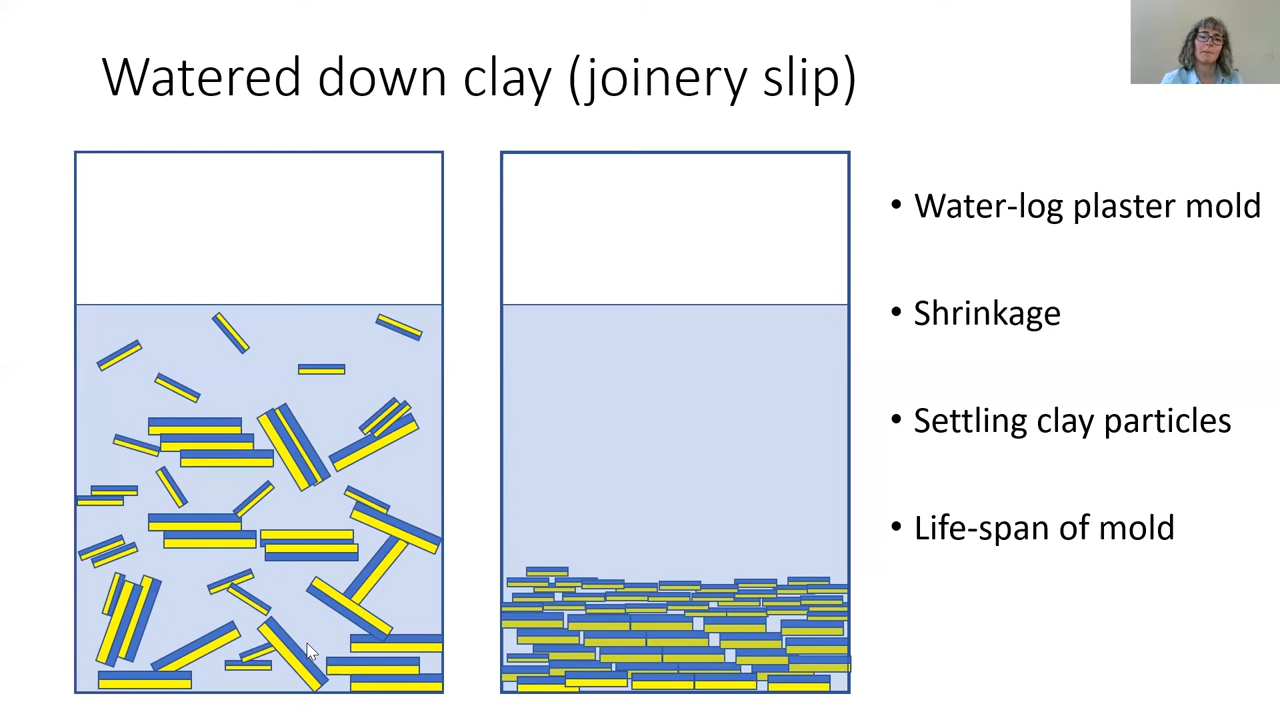 Watered down clay (joinery slip)
• Water-log plaster mold
• Shrinkage
• Settling clay particles
• Life-span of mold